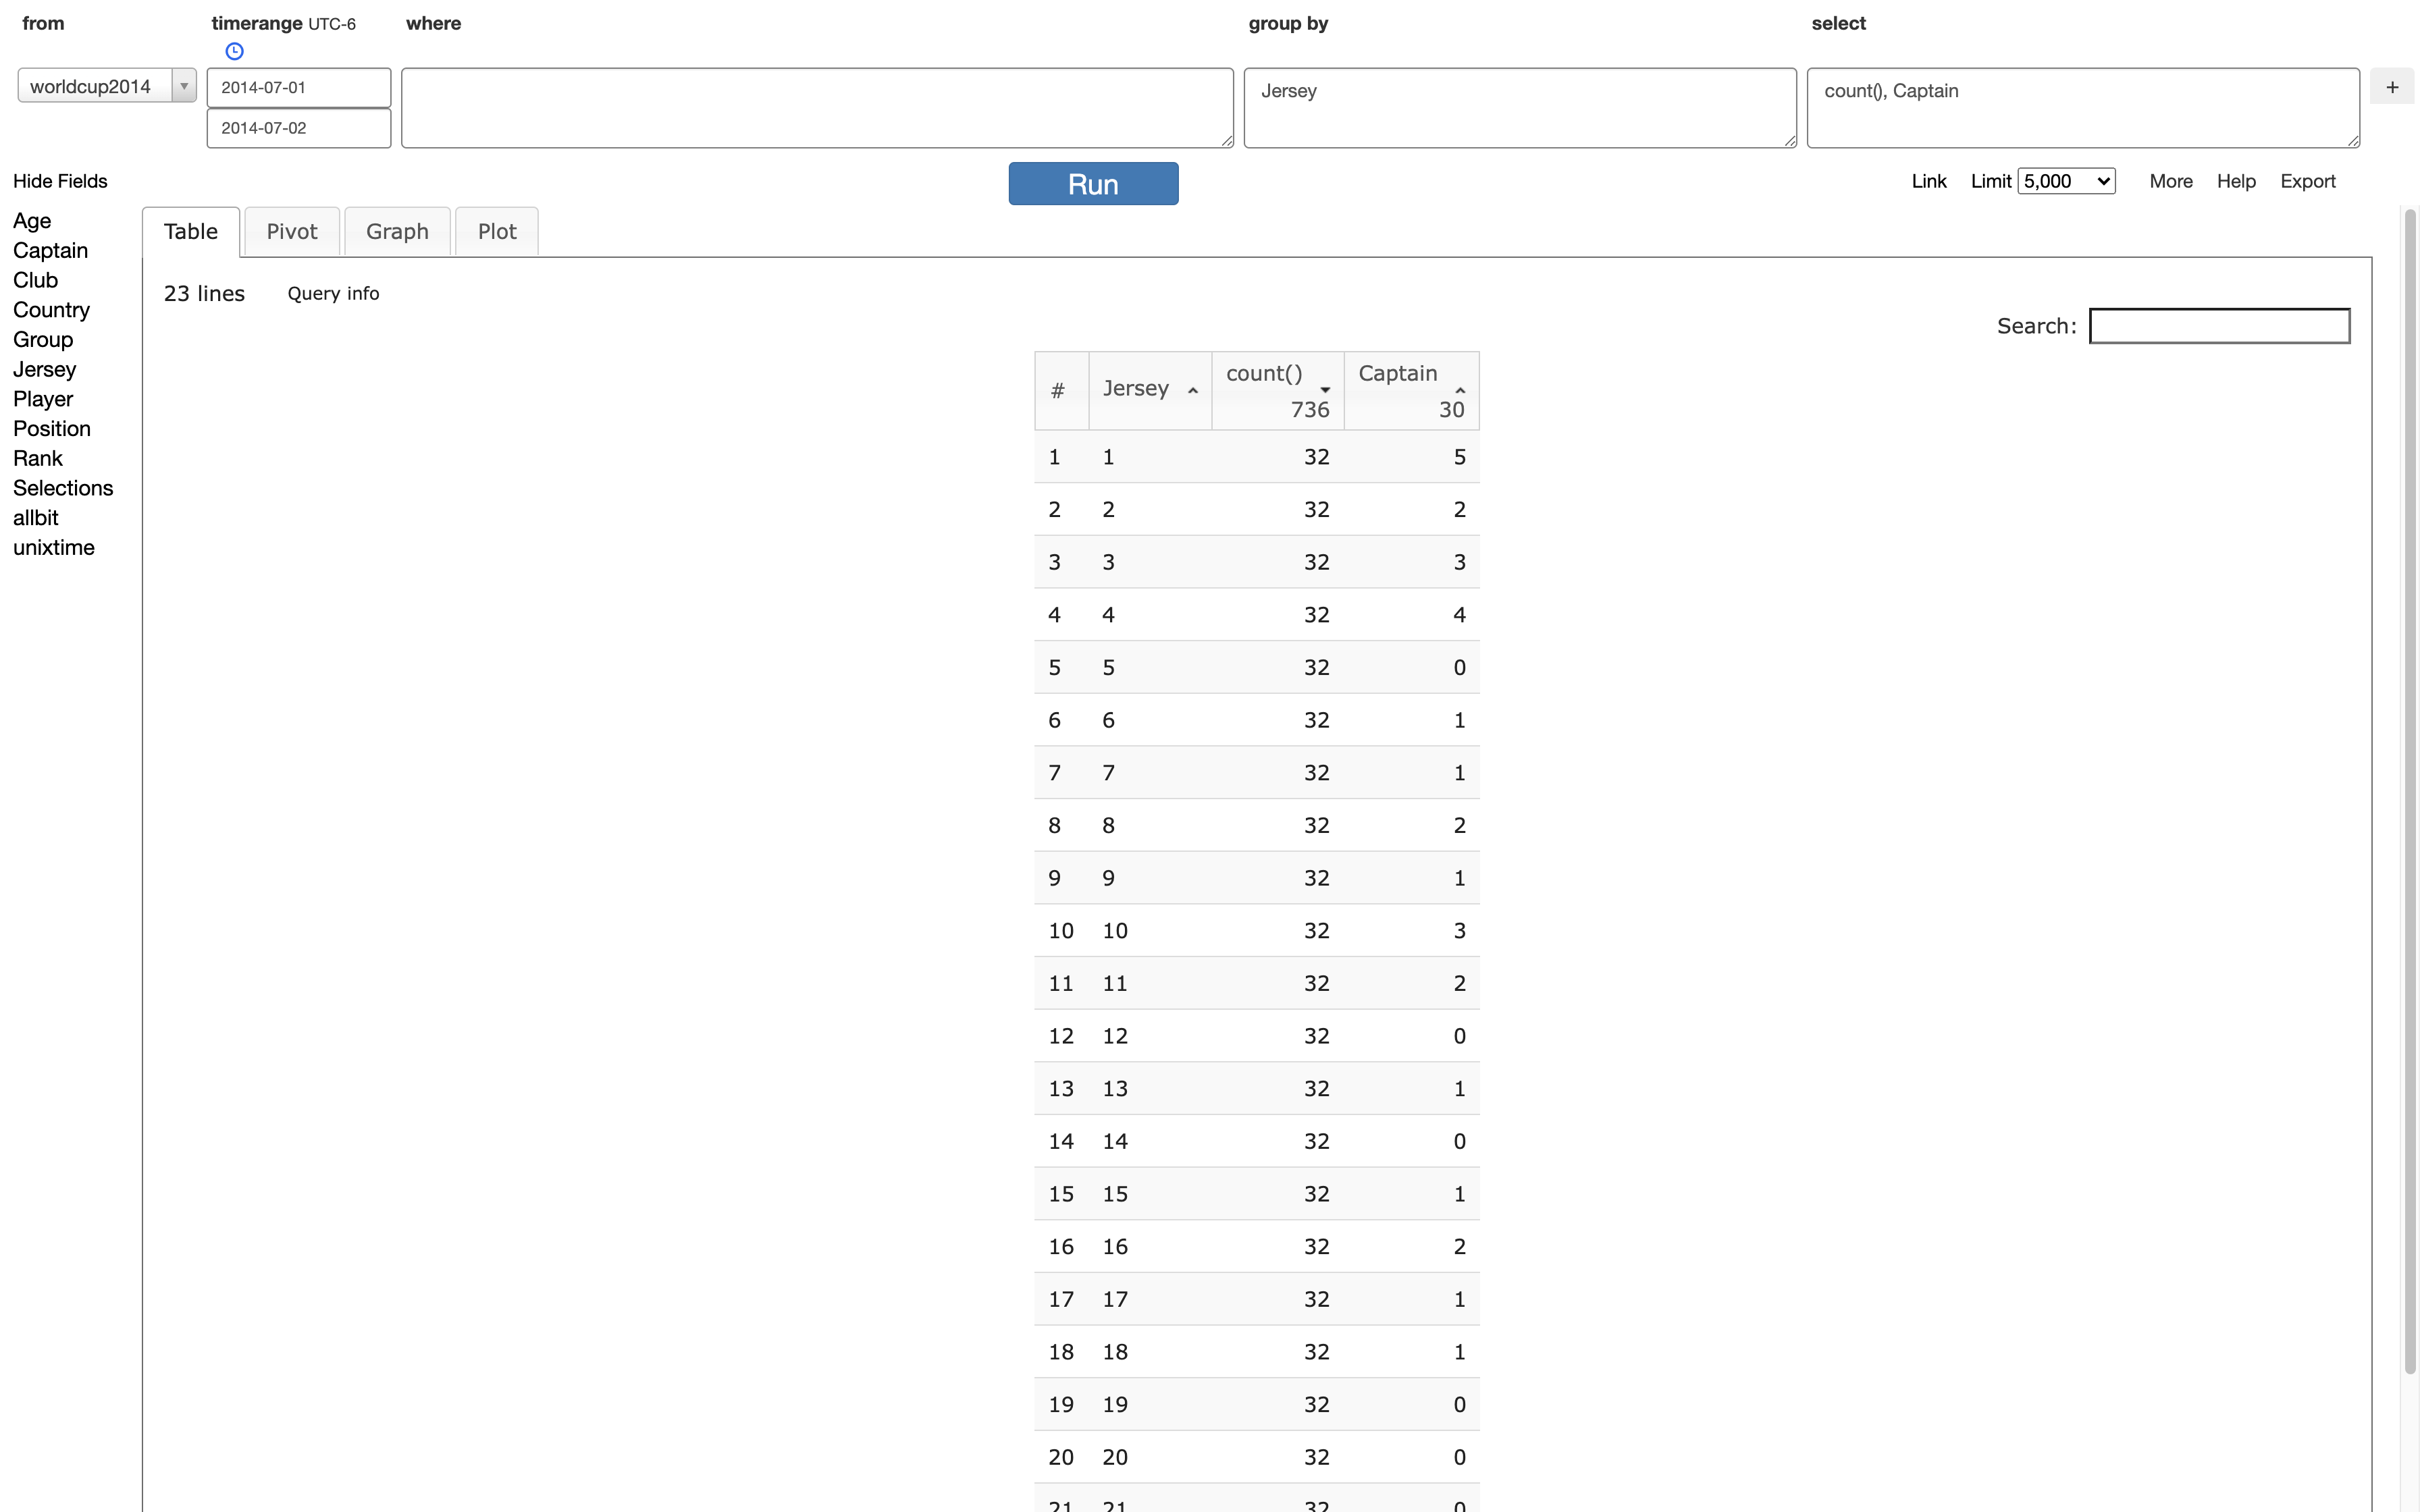 from timerange UTC-6 where group by select
worldcup2014 2014-07-01 Jersey count(), Captain +
2014-07-02
Hide Fields Run Link Limit 5,000 More Help Export
Age
Captain
Club
Country
Group
Jersey
Player
Position
Rank
Selections
allbit
unixtime
Table Pivot Graph Plot
23 lines Query info
Search:
# Jersey count() Captain
736 30
1 1 32 5
2 2 32 2
3 3 32 3
4 4 32 4
5 5 32 0
6 6 32 1
7 7 32 1
8 8 32 2
9 9 32 1
10 10 32 3
11 11 32 2
12 12 32 0
13 13 32 1
14 14 32 0
15 15 32 1
16 16 32 2
17 17 32 1
18 18 32 1
19 19 32 0
20 20 32 0
21 21 32 0